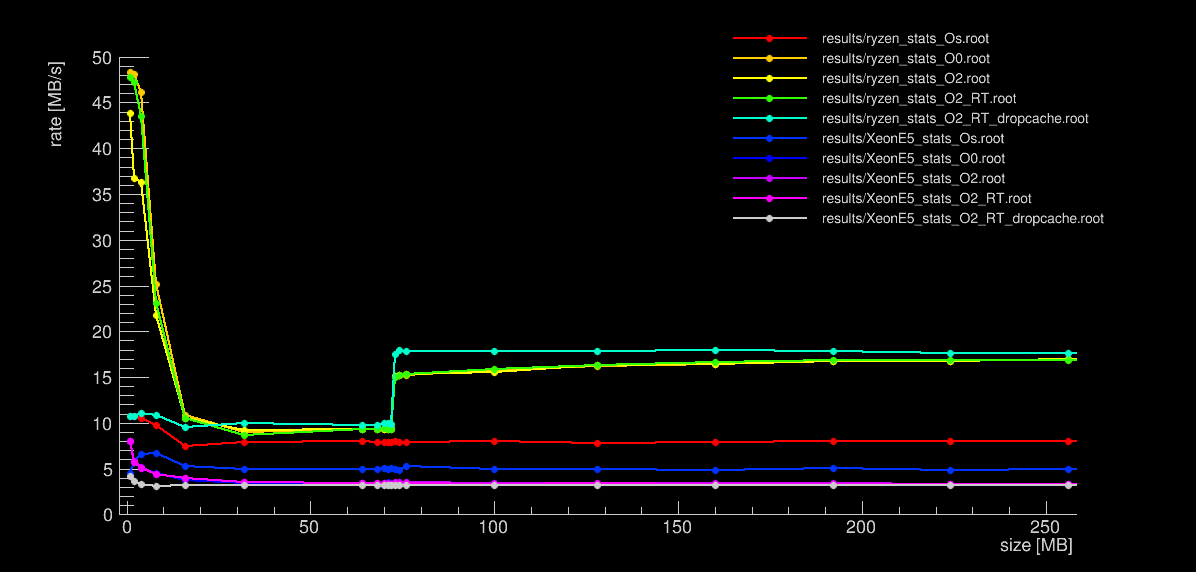 results/ryzen_stats_Os.root
results/ryzen_stats_O0.root
results/ryzen_stats_O2.root
results/ryzen_stats_O2_RT.root
results/ryzen_stats_O2_RT_dropcache.root
results/XeonE5_stats_Os.root
results/XeonE5_stats_O0.root
results/XeonE5_stats_O2.root
results/XeonE5_stats_O2_RT.root
results/XeonE5_stats_O2_RT_dropcache.root
rate [MB/s]
50
45
40
35
30
25
20
15
10
5
0
0 50 100 150 200 250
size [MB]